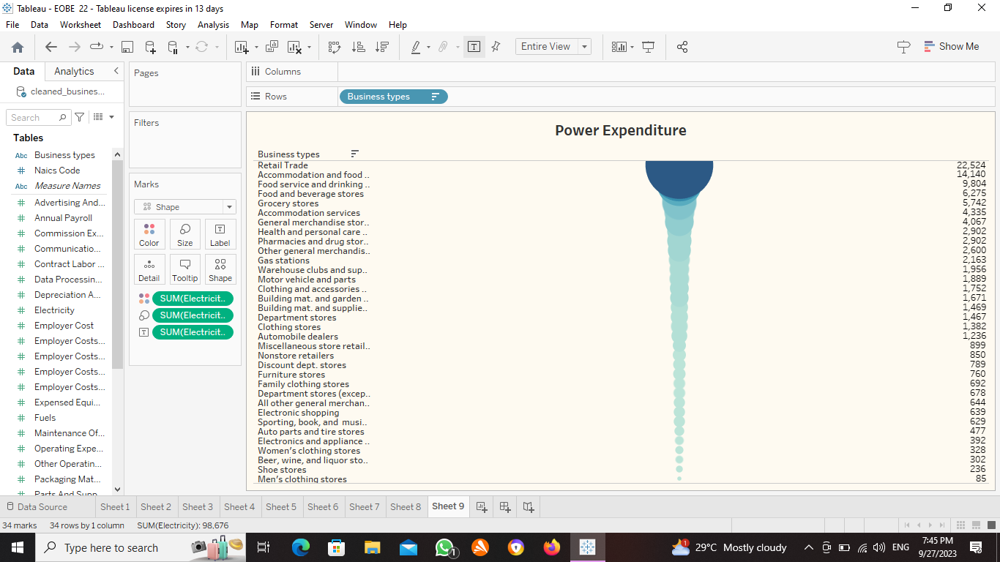 Tableau - EOBE 22 - Tableau license expires in 13 days
File Data Worksheet Dashboard Story Analysis Map Format Server Window Help
Entire View
Show Me
Data Analytics
cleaned_busines...
Search
Tables
Abc Business types
# Naics Code
Abc Measure Names
# Advertising And...
# Annual Payroll
# Commission Ex...
# Communicatio...
# Contract Labor ...
# Data Processin...
# Depreciation A...
# Electricity
# Employer Cost
# Employer Costs...
# Employer Costs...
# Employer Costs...
# Employer Costs...
# Expensed Equi...
# Fuels
# Maintenance Of...
# Operating Expe...
# Other Operatin...
# Packaging Mat...
# Parts And Supp
Pages
Filters
Marks
Shape
Color Size Label
Detail Tooltip Shape
SUM(Electricit..
SUM(Electricit..
SUM(Electricit..
Columns
Rows Business types
Power Expenditure
Business types
Retail Trade 22,524
Accommodation and food .. 14,140
Food service and drinking .. 9,804
Food and beverage stores 6,275
Grocery stores 5,742
Accommodation services 4,335
General merchandise stor.. 4,067
Health and personal care .. 2,902
Pharmacies and drug stor.. 2,902
Other general merchandis.. 2,600
Gas stations 2,163
Warehouse clubs and sup.. 1,956
Motor vehicle and parts 1,889
Clothing and accessories .. 1,752
Building mat. and garden .. 1,671
Building mat. and supplie.. 1,469
Department stores 1,467
Clothing stores 1,382
Automobile dealers 1,236
Miscellaneous store retail.. 899
Nonstore retailers 850
Discount dept. stores 789
Furniture stores 760
Family clothing stores 692
Department stores (excep.. 678
All other general merchan.. 644
Electronic shopping 639
Sporting, book, and musi.. 629
Auto parts and tire stores 477
Electronics and appliance .. 392
Women's clothing stores 328
Beer, wine, and liquor sto.. 302
Shoe stores 236
Men's clothing stores 85
Data Source Sheet 1 Sheet 2 Sheet 3 Sheet 4 Sheet 5 Sheet 6 Sheet 7 Sheet 8 Sheet 9
34 marks 34 rows by 1 column SUM(Electricity): 98,676
Type here to search
1
1
29°C Mostly cloudy
ENG
7:45 PM
9/27/2023